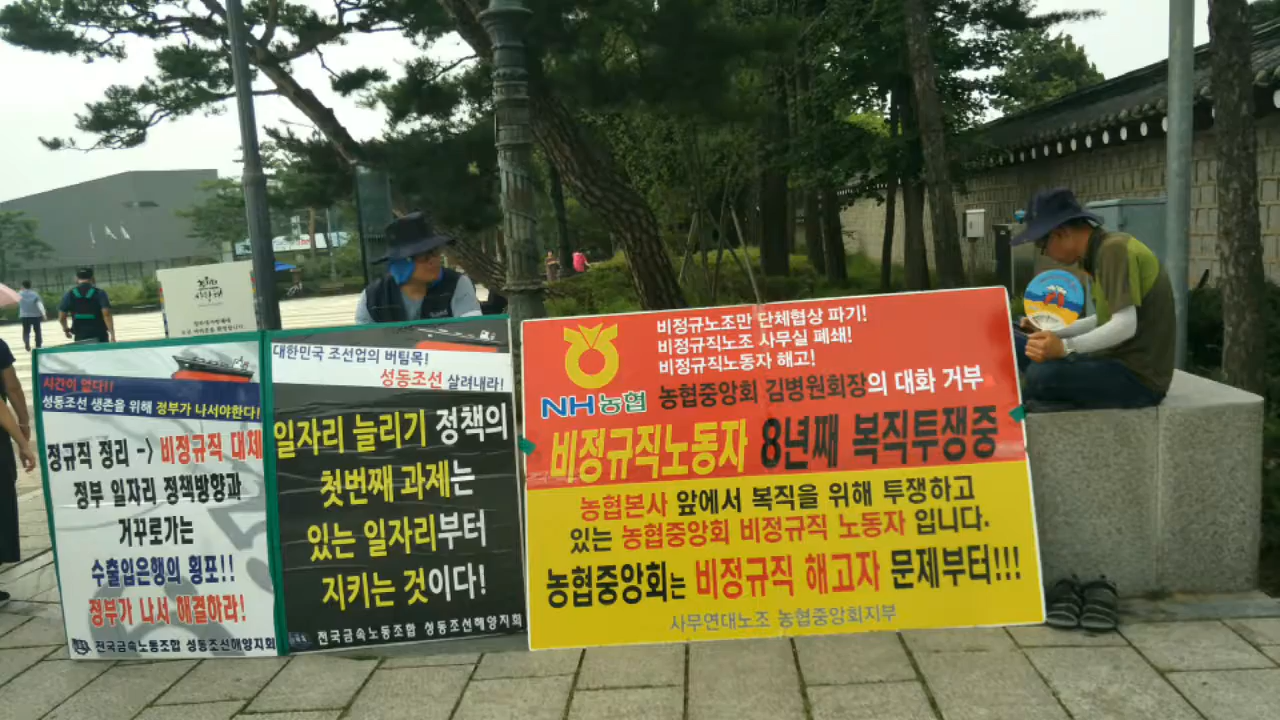 시간이 없다!!
성동조선 생존을 위해 정부가 나서야한다!
정규직 정리 -> 비정규직 대체
정부 일자리 정책방향과
거꾸로가는
수출입은행의 횡포!!
정부가 나서 해결하라!
전국금속노동조합 성동조선해양지회
대한민국 조선업의 버팀목!
성동조선 살려내라!
일자리 늘리기 정책의
첫번째 과제는
있는 일자리부터
지키는 것이다!
전국금속노동조합 성동조선해양지회
비정규노조만 단체협상 파기!
비정규직노조 사무실 폐쇄!
비정규직노동자 해고!
NH농협 농협중앙회 김병원회장의 대화 거부
비정규직노동자 8년째 복직투쟁중
농협본사 앞에서 복직을 위해 투쟁하고
있는 농협중앙회 비정규직 노동자 입니다.
농협중앙회는 비정규직 해고자 문제부터!!!
사무연대노조 농협중앙회지부